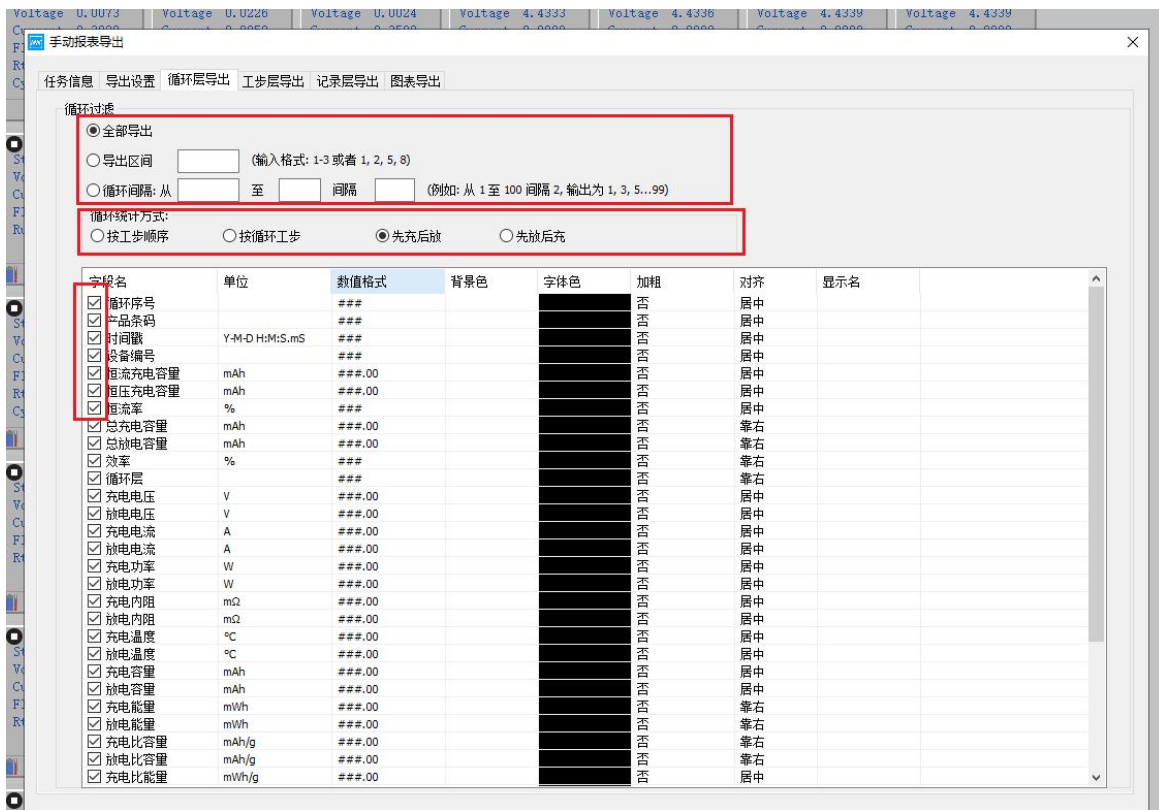 Voltage 0.0073 Voltage 0.0226 Voltage 0.0024 Voltage 4.4333 Voltage 4.4336 Voltage 4.4339 Voltage 4.4339
手动报表导出
任务信息 导出设置 循环层导出 工步层导出 记录层导出 图表导出
循环过滤
全部导出
导出区间 (输入格式: 1-3 或者 1, 2, 5, 8)
循环间隔: 从 至 间隔 (例如: 从 1 至 100 间隔 2, 输出为 1, 3, 5...99)
循环统计方式:
按工步顺序 按循环工步 先充后放 先放后充
字段名 单位 数值格式 背景色 字体色 加粗 对齐 显示名
循环序号 ### 否 居中
产品条码 ### 否 居中
时间戳 Y-M-D H:M:S.mS ### 否 居中
设备编号 ### 否 居中
恒流充电容量 mAh ###.00 否 居中
恒压充电容量 mAh ###.00 否 居中
恒流率 % ### 否 居中
总充电容量 mAh ###.00 否 靠右
总放电容量 mAh ###.00 否 靠右
效率 % ### 否 靠右
循环层 ### 否 靠右
充电电压 V ###.00 否 居中
放电电压 V ###.00 否 居中
充电电流 A ###.00 否 居中
放电电流 A ###.00 否 居中
充电功率 W ###.00 否 居中
放电功率 W ###.00 否 居中
充电内阻 mΩ ###.00 否 居中
放电内阻 mΩ ###.00 否 居中
充电温度 °C ###.00 否 居中
放电温度 °C ###.00 否 居中
充电容量 mAh ###.00 否 居中
放电容量 mAh ###.00 否 居中
充电能量 mWh ###.00 否 靠右
放电能量 mWh ###.00 否 靠右
充电比容量 mAh/g ###.00 否 靠右
放电比容量 mAh/g ###.00 否 靠右
充电比能量 mWh/g ###.00 否 居中